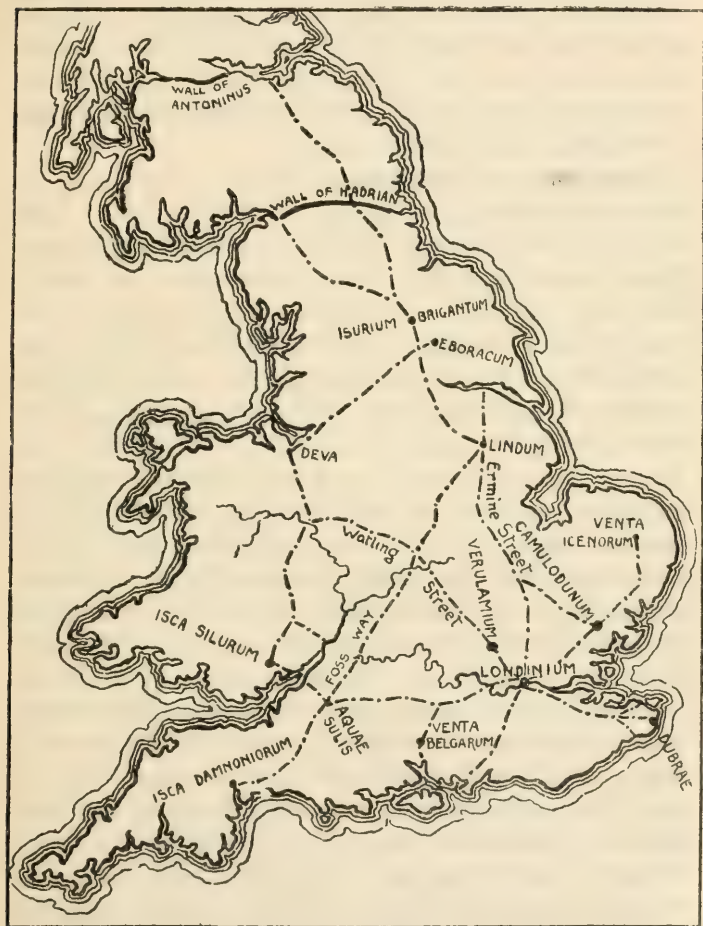 WALL OF
ANTONINUS
WALL OF HADRIAN
ISURIUM
BRIGANTUM
EBORACUM
DEVA
LINDUM
Ermine
Street
VENTA
ICENORUM
CAMULODUNUM
Watling
Street
VERULAMIUM
ISCA SILURUM
FOSS WAY
LONDINIUM
AQUAE
SULIS
VENTA
BELGARUM
DUBRAE
ISCA DAMNONIORUM